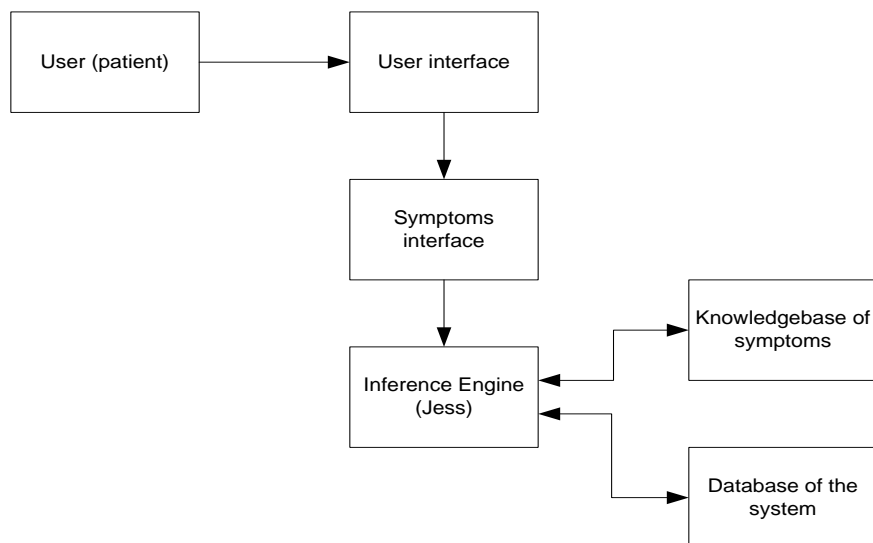 User (patient)
User interface
Symptoms
interface
Inference Engine
(Jess)
Knowledgebase of
symptoms
Database of the
system